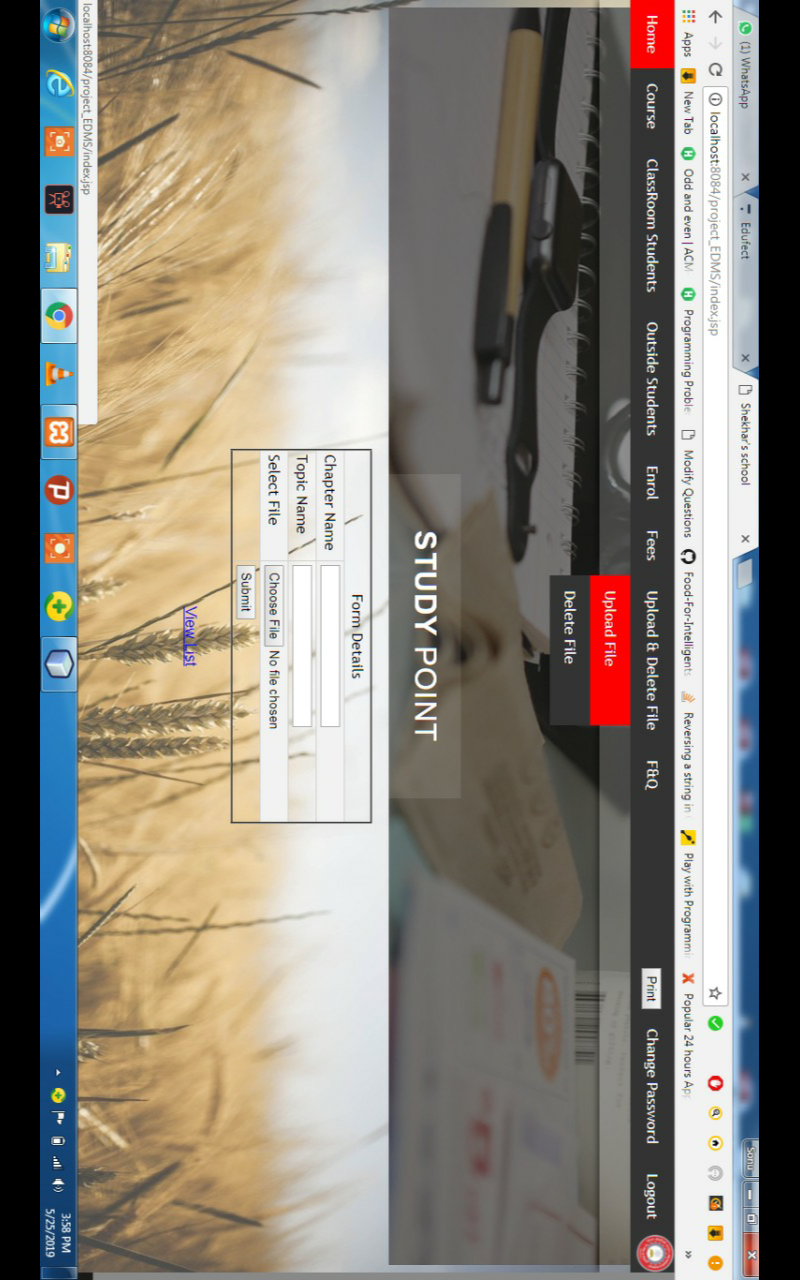 (1) WhatsApp
Edufect
Shekhar's school
Sonu
localhost:8084/project_EDMS/index.jsp
Apps
New Tab
Odd and even | ACM
Programming Proble
Modify Questions
Food-For-Intelligents
Reversing a string in
Play with Programmi
Popular 24 hours Ap
»
Home
Course
ClassRoom Students
Outside Students
Enrol
Fees
Upload & Delete File
F&Q
Print
Change Password
Logout
Upload File
Delete File
STUDY POINT
Form Details
Chapter Name
Topic Name
Select File
Choose File No file chosen
Submit
View List
localhost:8084/project_EDMS/index.jsp
3:58 PM
5/25/2019